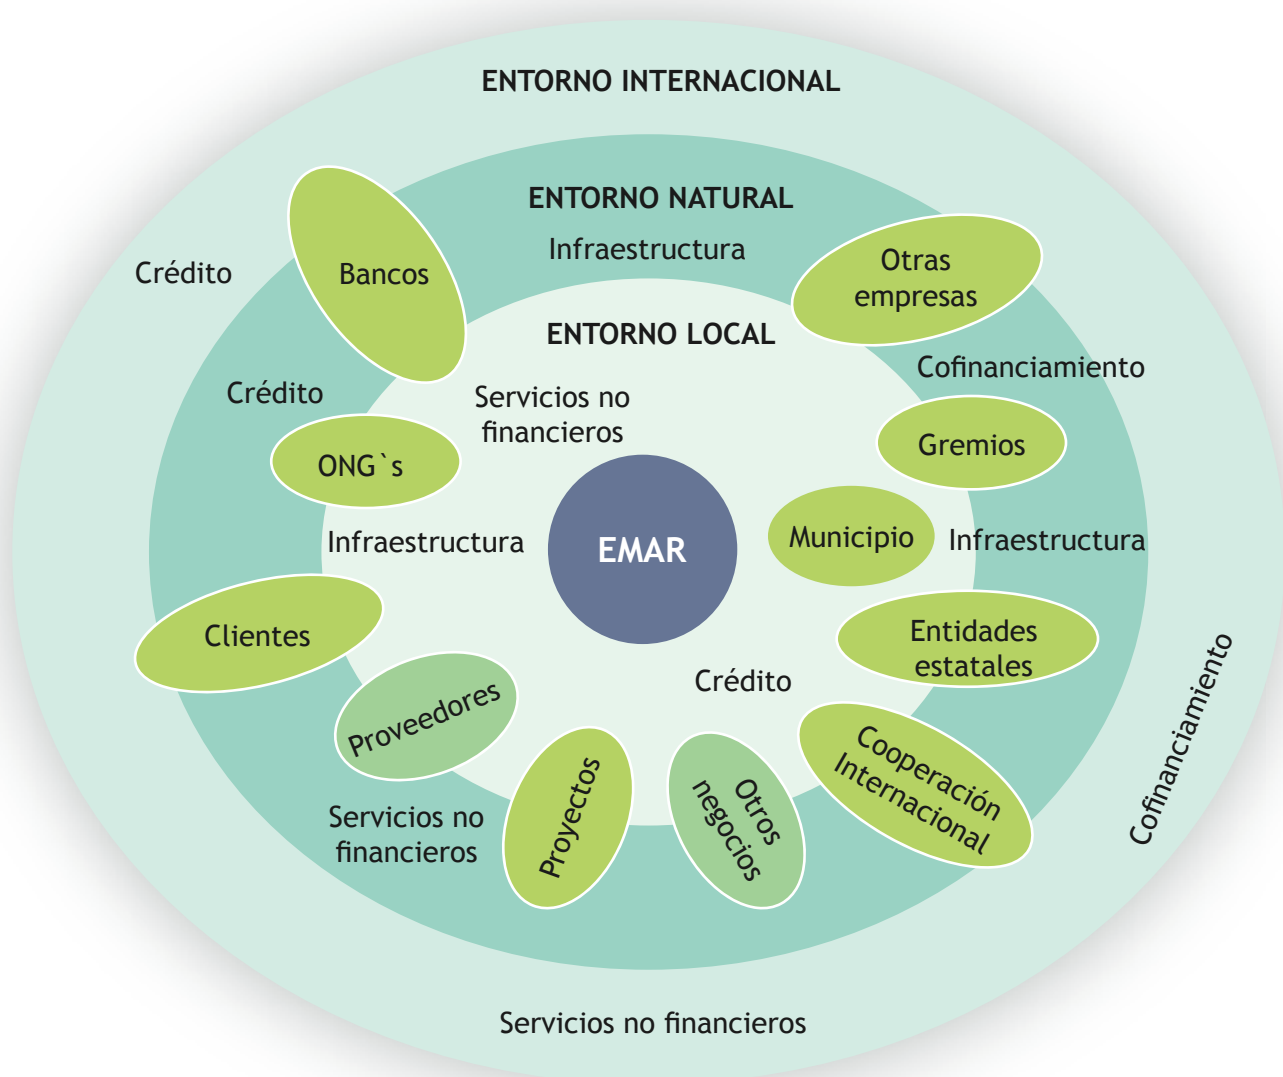 ENTORNO INTERNACIONAL
ENTORNO NATURAL
Infraestructura
Crédito
Bancos
Otras
empresas
ENTORNO LOCAL
Cofinanciamiento
Crédito
Servicios no
financieros
ONG`s
Gremios
Infraestructura
EMAR
Municipio
Infraestructura
Clientes
Entidades
estatales
Crédito
Proveedores
Cofinanciamiento
Servicios no
financieros
Proyectos
Otros
negocios
Cooperación
Internacional
Servicios no financieros